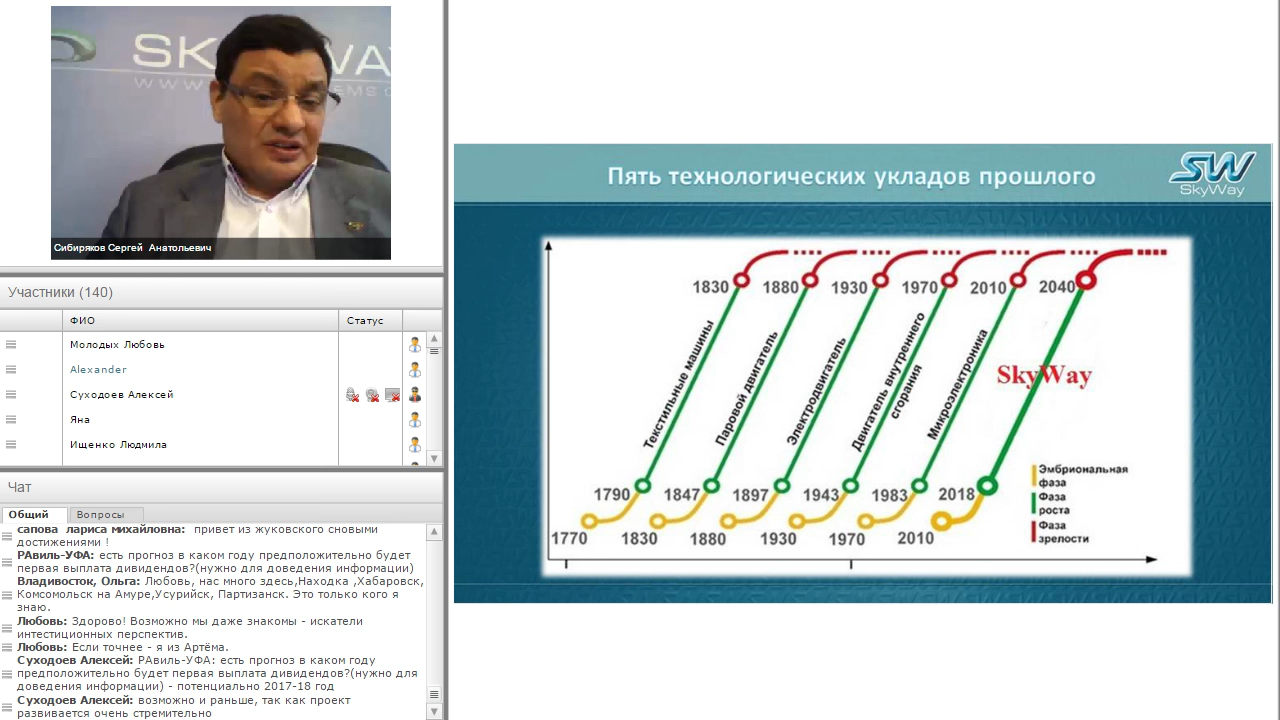 SK WA
WWW. EMS.C
Сибиряков Сергей Анатольевич
Участники (140)
ФИО
Статус
Молодых Любовь
Alexander
Суходоев Алексей
Яна
Ищенко Людмила
Чат
Общий
Вопросы
сапова лариса михайловна: привет из жуковского сновыми
достижениями !
РАвиль-УФА: есть прогноз в каком году предположительно будет
первая выплата дивидендов?(нужно для доведения информации)
Владивосток, Ольга: Любовь, нас много здесь,Находка ,Хабаровск,
Комсомольск на Амуре,Усурийск, Партизанск. Это только кого я
знаю.
Любовь: Здорово! Возможно мы даже знакомы - искатели
интестиционных перспектив.
Любовь: Если точнее - я из Артёма.
Суходоев Алексей: РАвиль-УФА: есть прогноз в каком году
предположительно будет первая выплата дивидендов?(нужно для
доведения информации) - потенциально 2017-18 год
Суходоев Алексей: возможно и раньше, так как проект
развивается очень стремительно
Пять технологических укладов прошлого
SW
SkyWay
1830 1880 1930 1970 2010 2040
Текстильные машины
Паровой двигатель
Электродвигатель
Двигатель внутреннего
сгорания
Микроэлектроника
SkyWay
1790 1847 1897 1943 1983 2018
1770 1830 1880 1930 1970 2010
Эмбриональная
фаза
Фаза
роста
Фаза
зрелости